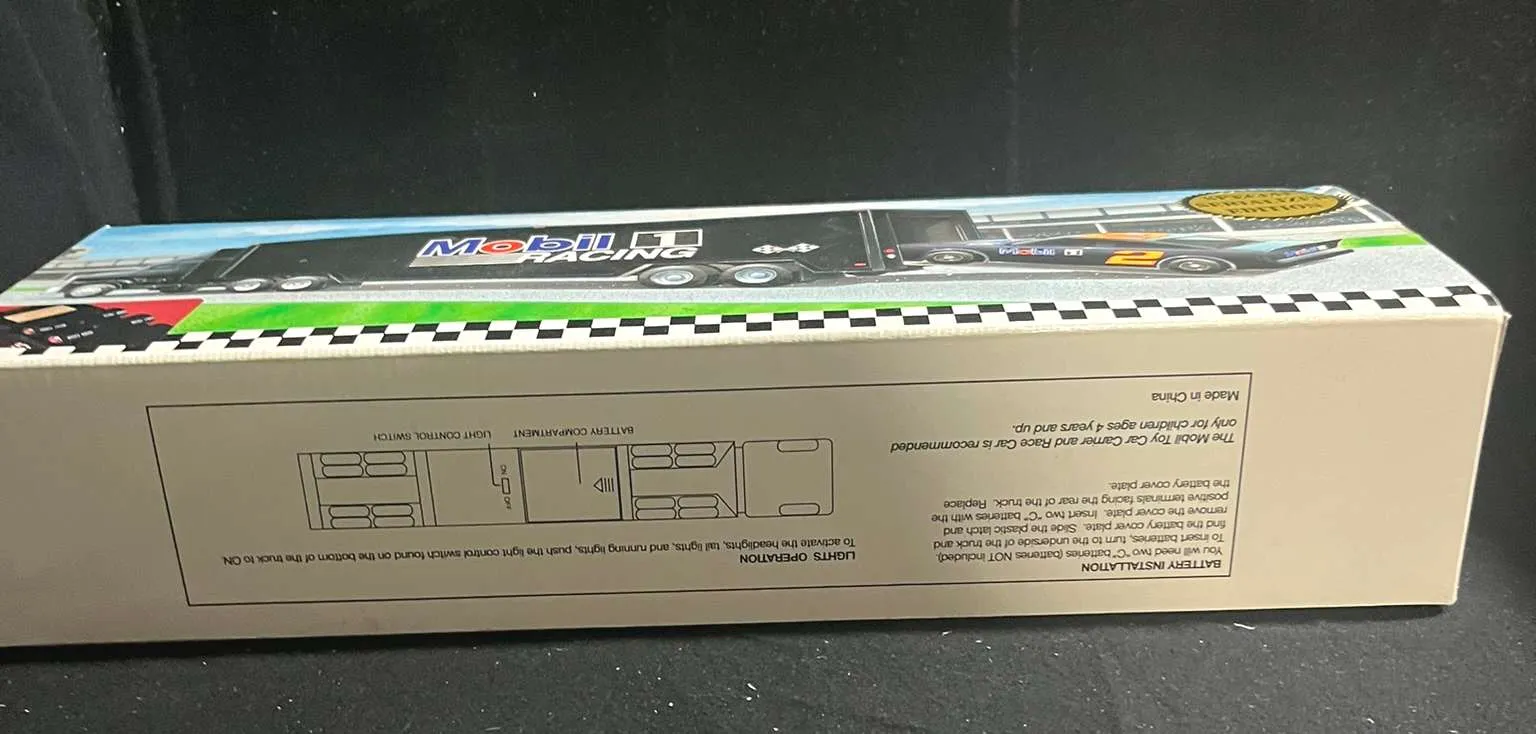 Mobil 1
RACING
Mobil 1
2
BATTERY INSTALLATION
You will need two "C" batteries (batteries NOT included).
To insert batteries, turn to the underside of the truck and
find the battery cover plate. Slide the plastic latch and
remove the cover plate. Insert two "C" batteries with the
positive terminals facing the rear of the truck. Replace
the battery cover plate.
The Mobil Toy Car Carrier and Race Car is recommended
only for children ages 4 years and up.
Made in China
LIGHTS OPERATION
To activate the headlights, tail lights, and running lights, push the light control switch found on the bottom of the truck to ON.
OFF
ON
BATTERY COMPARTMENT
LIGHT CONTROL SWITCH